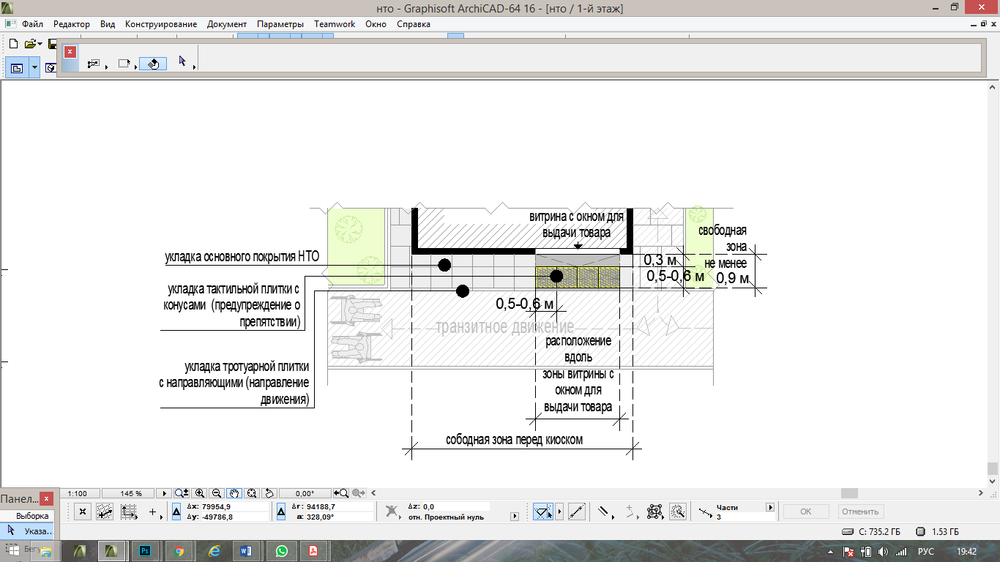 нто - Graphisoft ArchiCAD-64 16 - [нто / 1-й этаж]
Файл Редактор Вид Конструирование Документ Параметры Teamwork Окно Справка
витрина с окном для
выдачи товара
свободная
зона
не менее
0,9 м
0,3 м
0,5-0,6 м
укладка основного покрытия НТО
укладка тактильной плитки с
конусами (предупреждение о
препятствии)
0,5-0,6 м
транзитное движение
расположение
вдоль
зоны витрины с
окном для
выдачи товара
укладка тротуарной плитки
с направляющими (направление
движения)
сободная зона перед киоском
1:100 145 % 0,00°
Панел...
Выборка
Указа..
Бегу
Δx: 79954,9
Δy: -49786,8
Δr: 94188,7
a: 328,09°
Δz: 0,0
отн. Проектный нуль
Части
3
OK Отменить
C: 735.2 ГБ 1.53 ГБ
РУС 19:42